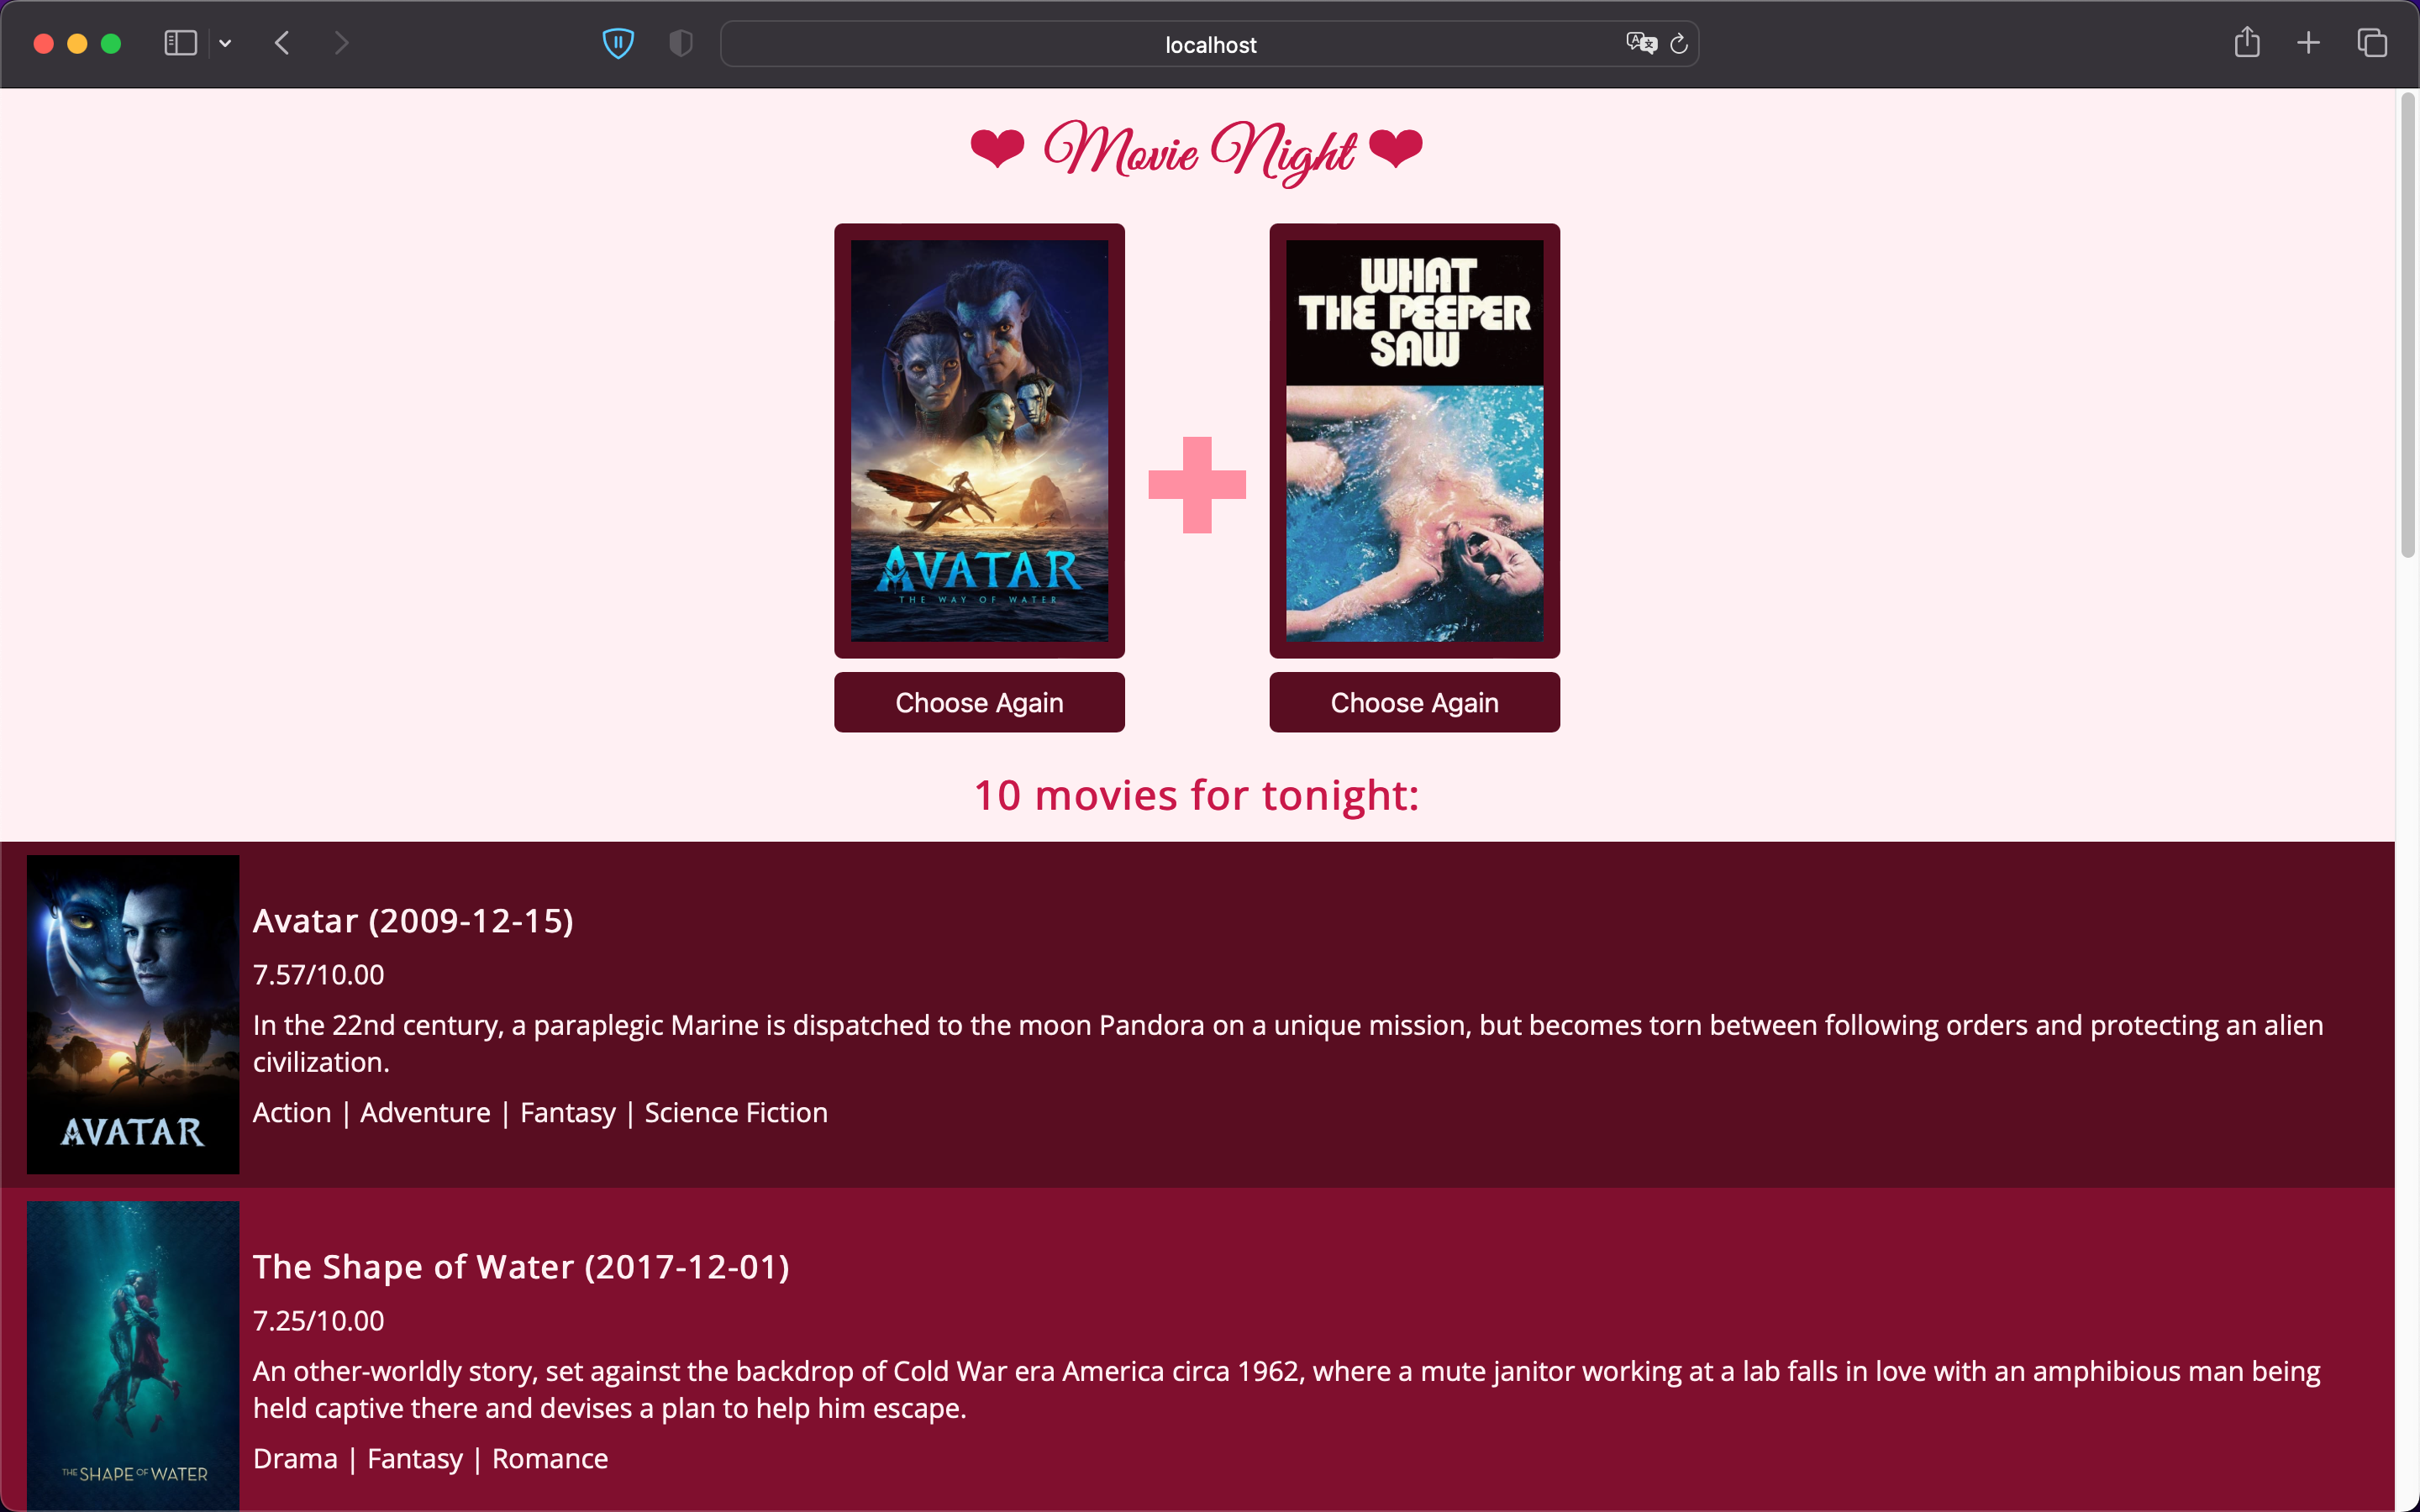 localhost
Movie Night
AVATAR
THE WAY OF WATER
WHAT
THE PEEPER
SAW
Choose Again
Choose Again
10 movies for tonight:
AVATAR
Avatar (2009-12-15)
7.57/10.00
In the 22nd century, a paraplegic Marine is dispatched to the moon Pandora on a unique mission, but becomes torn between following orders and protecting an alien
civilization.
Action | Adventure | Fantasy | Science Fiction
THE SHAPE OF WATER
The Shape of Water (2017-12-01)
7.25/10.00
An other-worldly story, set against the backdrop of Cold War era America circa 1962, where a mute janitor working at a lab falls in love with an amphibious man being
held captive there and devises a plan to help him escape.
Drama | Fantasy | Romance